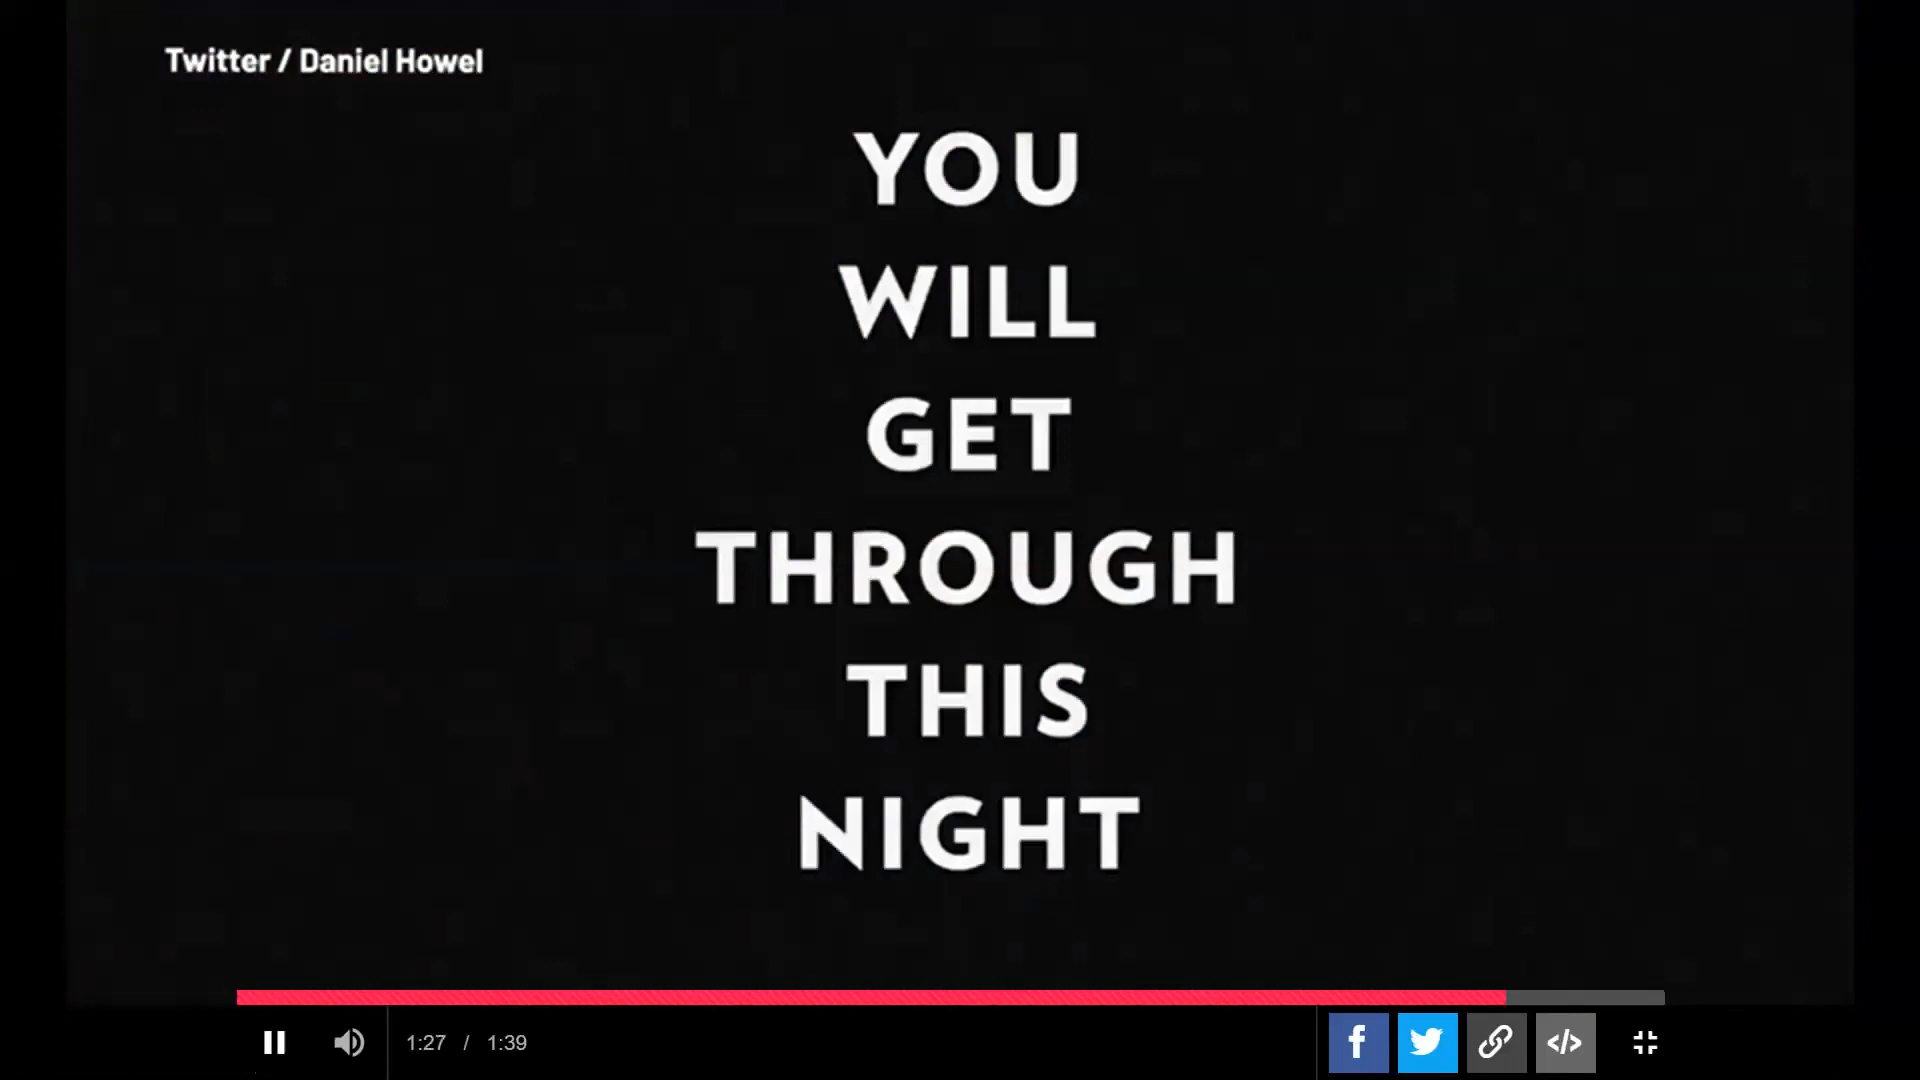 Twitter / Daniel Howel
YOU
WILL
GET
THROUGH
THIS
NIGHT
1:27 / 1:39